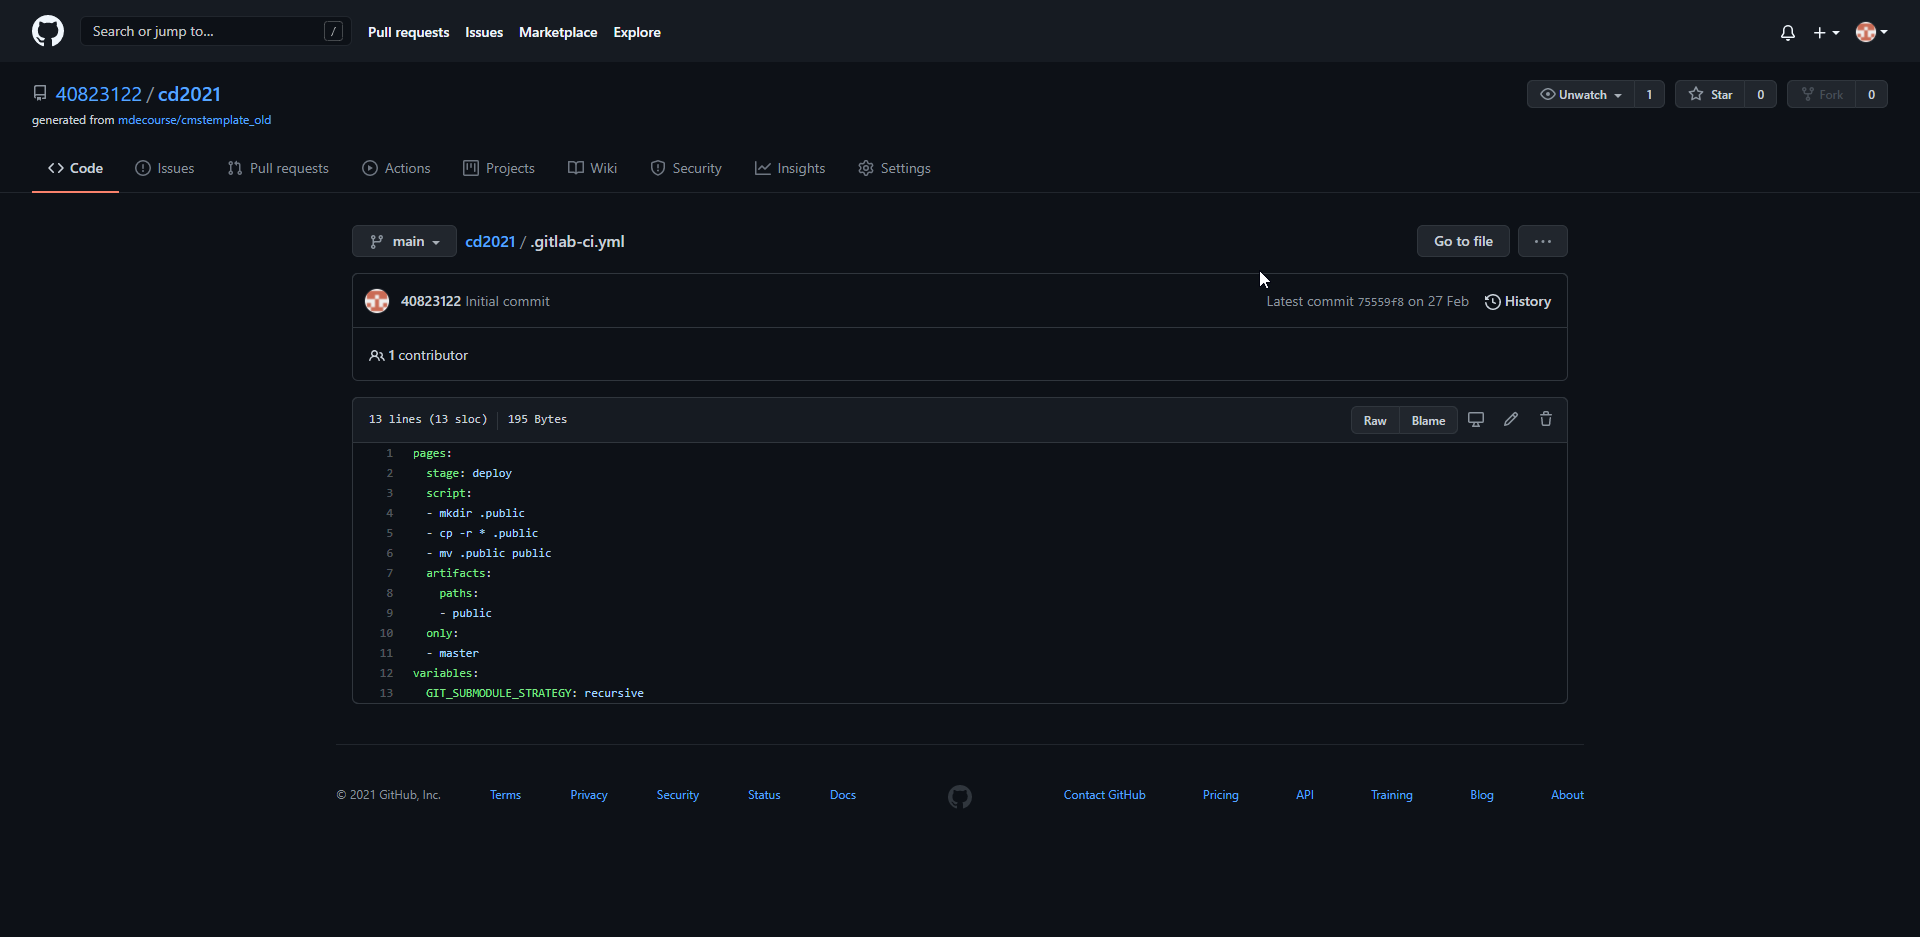 Search or jump to... /
Pull requests Issues Marketplace Explore
40823122 / cd2021
Unwatch 1 Star 0 Fork 0
generated from mdecourse/cmstemplate_old
Code Issues Pull requests Actions Projects Wiki Security Insights Settings
main cd2021 / .gitlab-ci.yml Go to file ...
40823122 Initial commit Latest commit 75559f8 on 27 Feb History
1 contributor
13 lines (13 sloc) 195 Bytes Raw Blame
1 pages:
2   stage: deploy
3   script:
4   - mkdir .public
5   - cp -r * .public
6   - mv .public public
7   artifacts:
8     paths:
9     - public
10   only:
11   - master
12 variables:
13   GIT_SUBMODULE_STRATEGY: recursive
© 2021 GitHub, Inc. Terms Privacy Security Status Docs Contact GitHub Pricing API Training Blog About